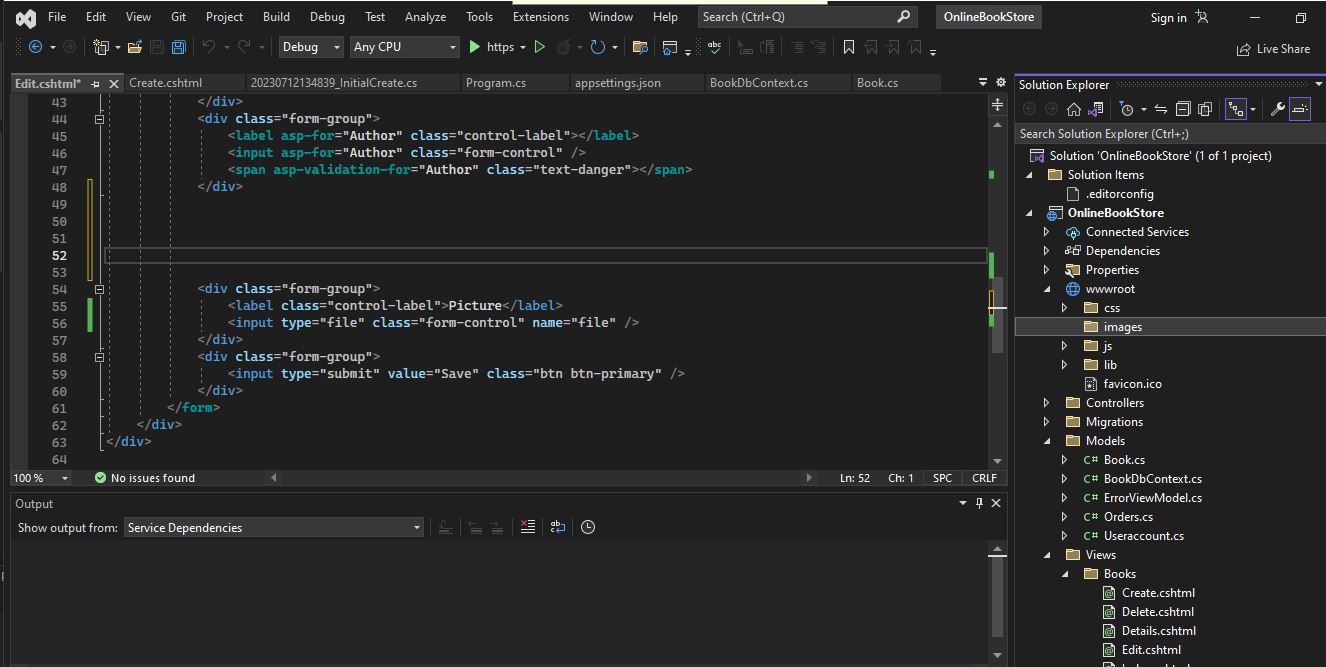 File Edit View Git Project Build Debug Test Analyze Tools Extensions Window Help Search (Ctrl+Q) OnlineBookStore Sign in
Debug Any CPU https Live Share
Edit.cshtml* Create.cshtml 20230712134839_InitialCreate.cs Program.cs appsettings.json BookDbContext.cs Book.cs
43 </div>
44 <div class="form-group">
45 <label asp-for="Author" class="control-label"></label>
46 <input asp-for="Author" class="form-control" />
47 <span asp-validation-for="Author" class="text-danger"></span>
48 </div>
49
50
51
52
53
54 <div class="form-group">
55 <label class="control-label">Picture</label>
56 <input type="file" class="form-control" name="file" />
57 </div>
58 <div class="form-group">
59 <input type="submit" value="Save" class="btn btn-primary" />
60 </div>
61 </form>
62 </div>
63 </div>
64
100 % No issues found Ln: 52 Ch: 1 SPC CRLF
Output
Show output from: Service Dependencies
Solution Explorer
Search Solution Explorer (Ctrl+;)
Solution 'OnlineBookStore' (1 of 1 project)
Solution Items
.editorconfig
OnlineBookStore
Connected Services
Dependencies
Properties
wwwroot
css
images
js
lib
favicon.ico
Controllers
Migrations
Models
C# Book.cs
C# BookDbContext.cs
C# ErrorViewModel.cs
C# Orders.cs
C# Useraccount.cs
Views
Books
Create.cshtml
Delete.cshtml
Details.cshtml
Edit.cshtml